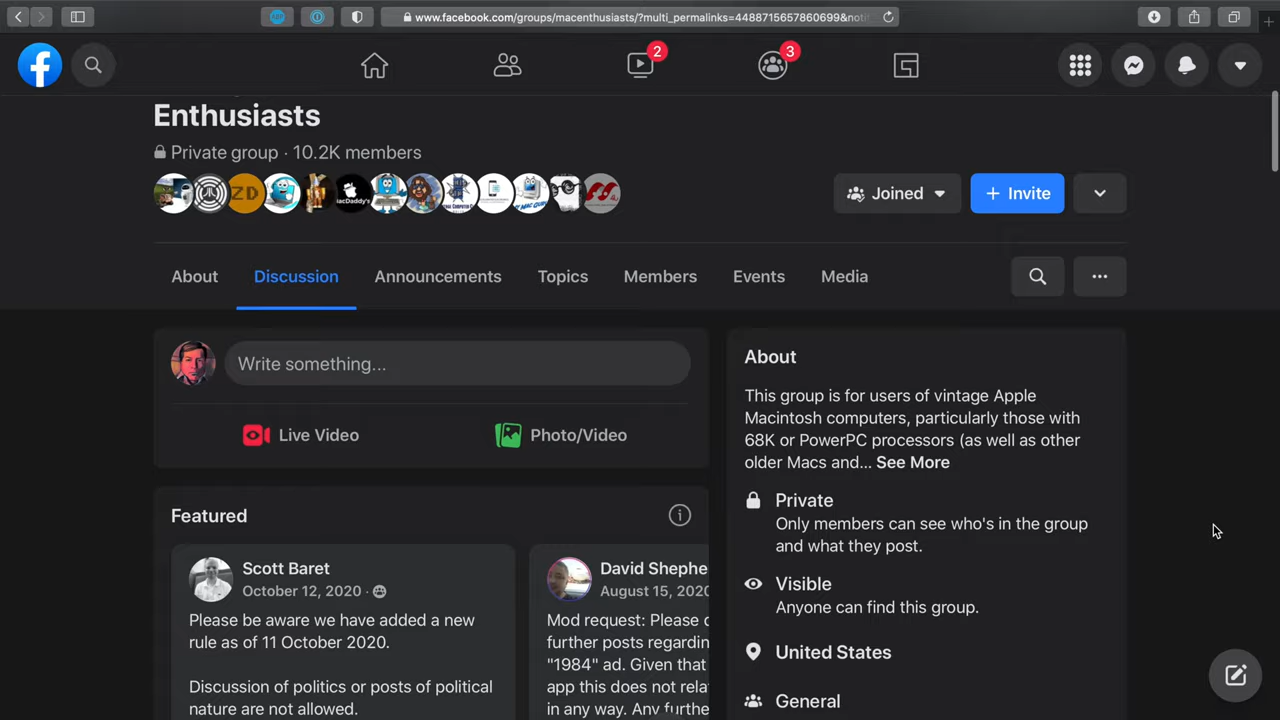 www.facebook.com/groups/macenthusiasts/?multi_permalinks=4488715657860699&noti
2
3
Enthusiasts
Private group · 10.2K members
ZD
Joined
+ Invite
About
Discussion
Announcements
Topics
Members
Events
Media
...
Write something...
Live Video
Photo/Video
Featured
Scott Baret
October 12, 2020 ·
Please be aware we have added a new
rule as of 11 October 2020.
Discussion of politics or posts of political
nature are not allowed.
David Shephe
August 15, 202
Mod request: Please
further posts regardin
"1984" ad. Given that
app this does not rela
in any way. Any furthe
About
This group is for users of vintage Apple
Macintosh computers, particularly those with
68K or PowerPC processors (as well as other
older Macs and... See More
Private
Only members can see who's in the group
and what they post.
Visible
Anyone can find this group.
United States
General